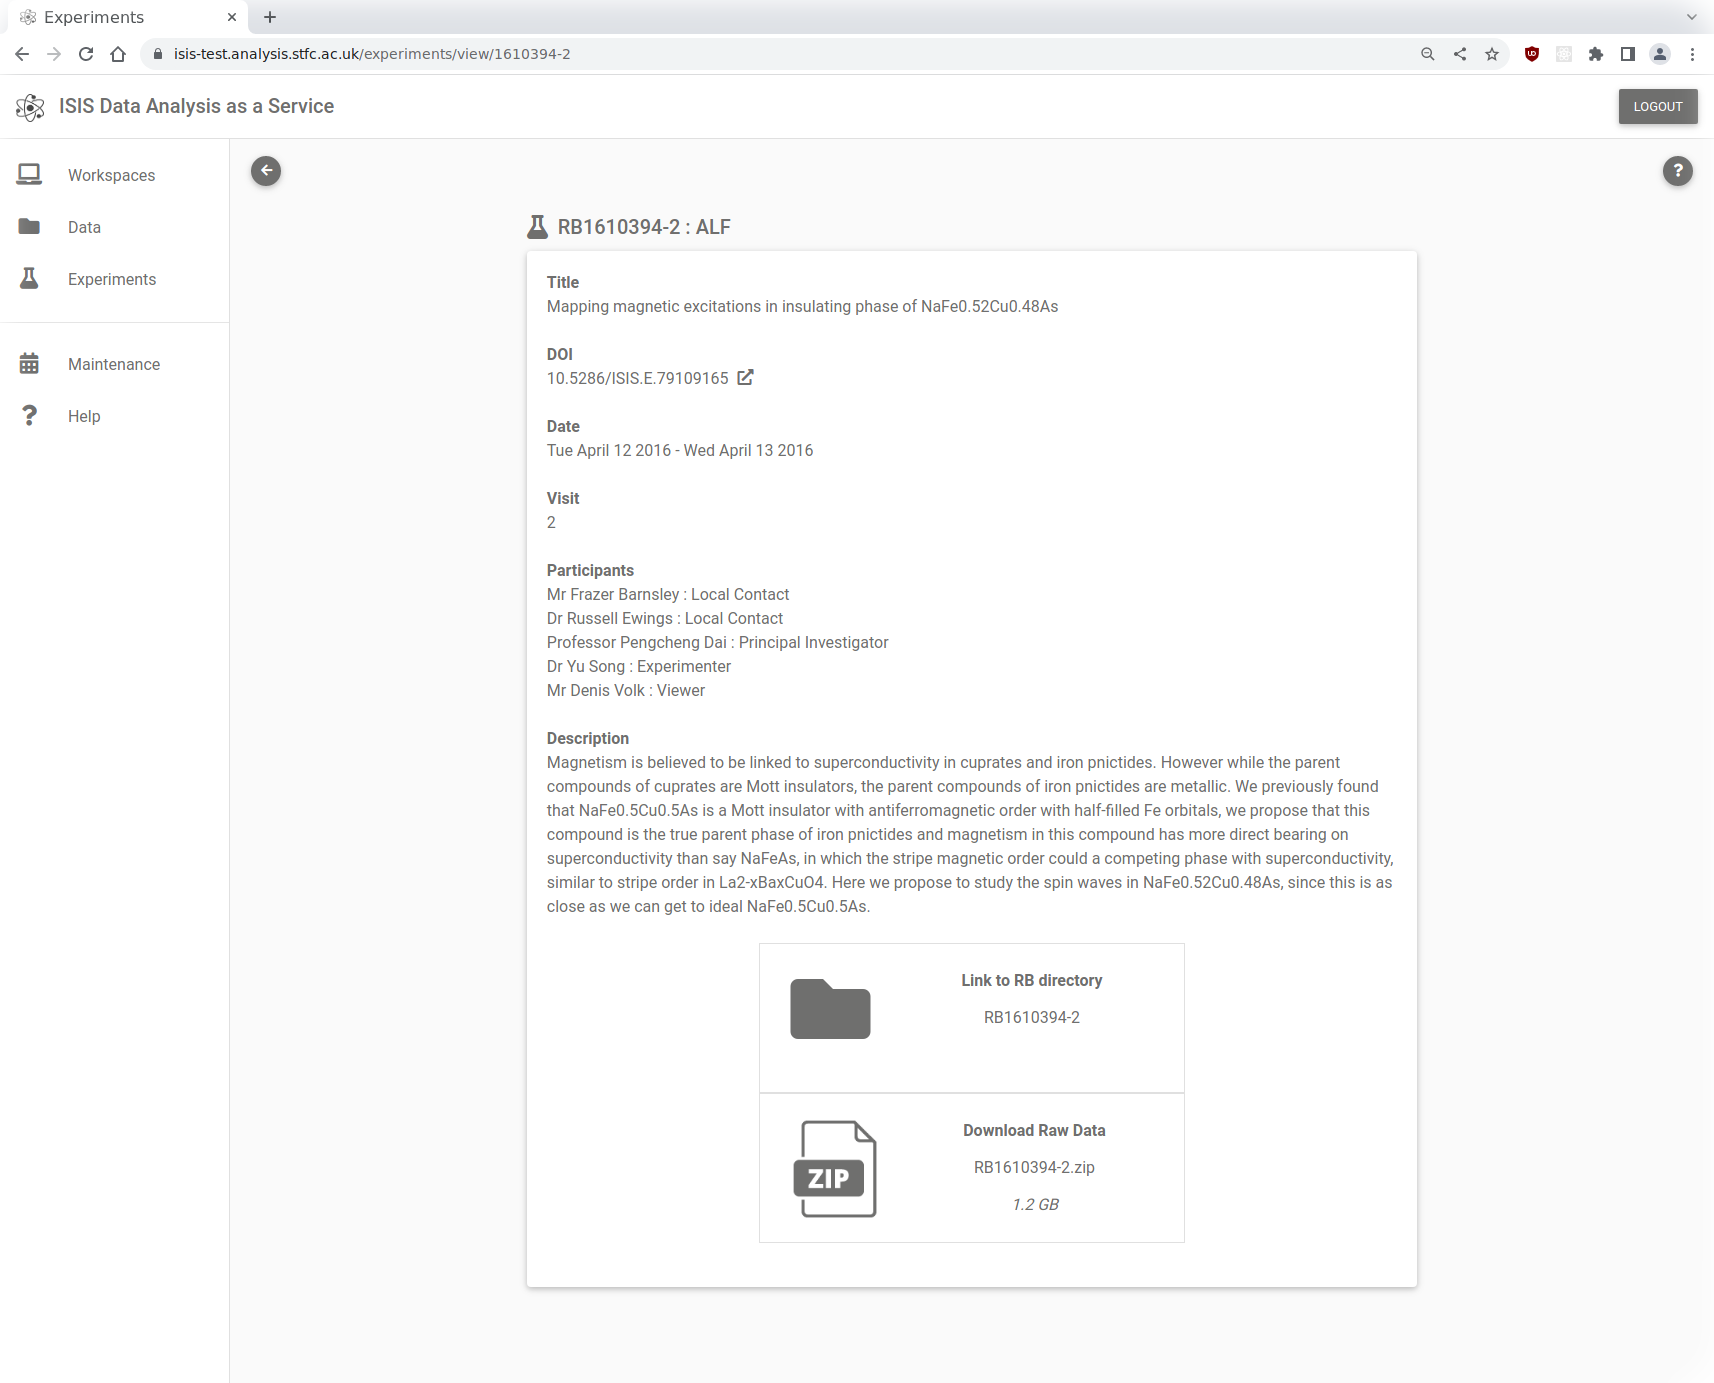 Experiments
isis-test.analysis.stfc.ac.uk/experiments/view/1610394-2
ISIS Data Analysis as a Service
LOGOUT
Workspaces
Data
Experiments
Maintenance
Help
RB1610394-2 : ALF
Title
Mapping magnetic excitations in insulating phase of NaFe0.52Cu0.48As
DOI
10.5286/ISIS.E.79109165
Date
Tue April 12 2016 - Wed April 13 2016
Visit
2
Participants
Mr Frazer Barnsley : Local Contact
Dr Russell Ewings : Local Contact
Professor Pengcheng Dai : Principal Investigator
Dr Yu Song : Experimenter
Mr Denis Volk : Viewer
Description
Magnetism is believed to be linked to superconductivity in cuprates and iron pnictides. However while the parent
compounds of cuprates are Mott insulators, the parent compounds of iron pnictides are metallic. We previously found
that NaFe0.5Cu0.5As is a Mott insulator with antiferromagnetic order with half-filled Fe orbitals, we propose that this
compound is the true parent phase of iron pnictides and magnetism in this compound has more direct bearing on
superconductivity than say NaFeAs, in which the stripe magnetic order could a competing phase with superconductivity,
similar to stripe order in La2-xBaxCuO4. Here we propose to study the spin waves in NaFe0.52Cu0.48As, since this is as
close as we can get to ideal NaFe0.5Cu0.5As.
Link to RB directory
RB1610394-2
ZIP
Download Raw Data
RB1610394-2.zip
1.2 GB